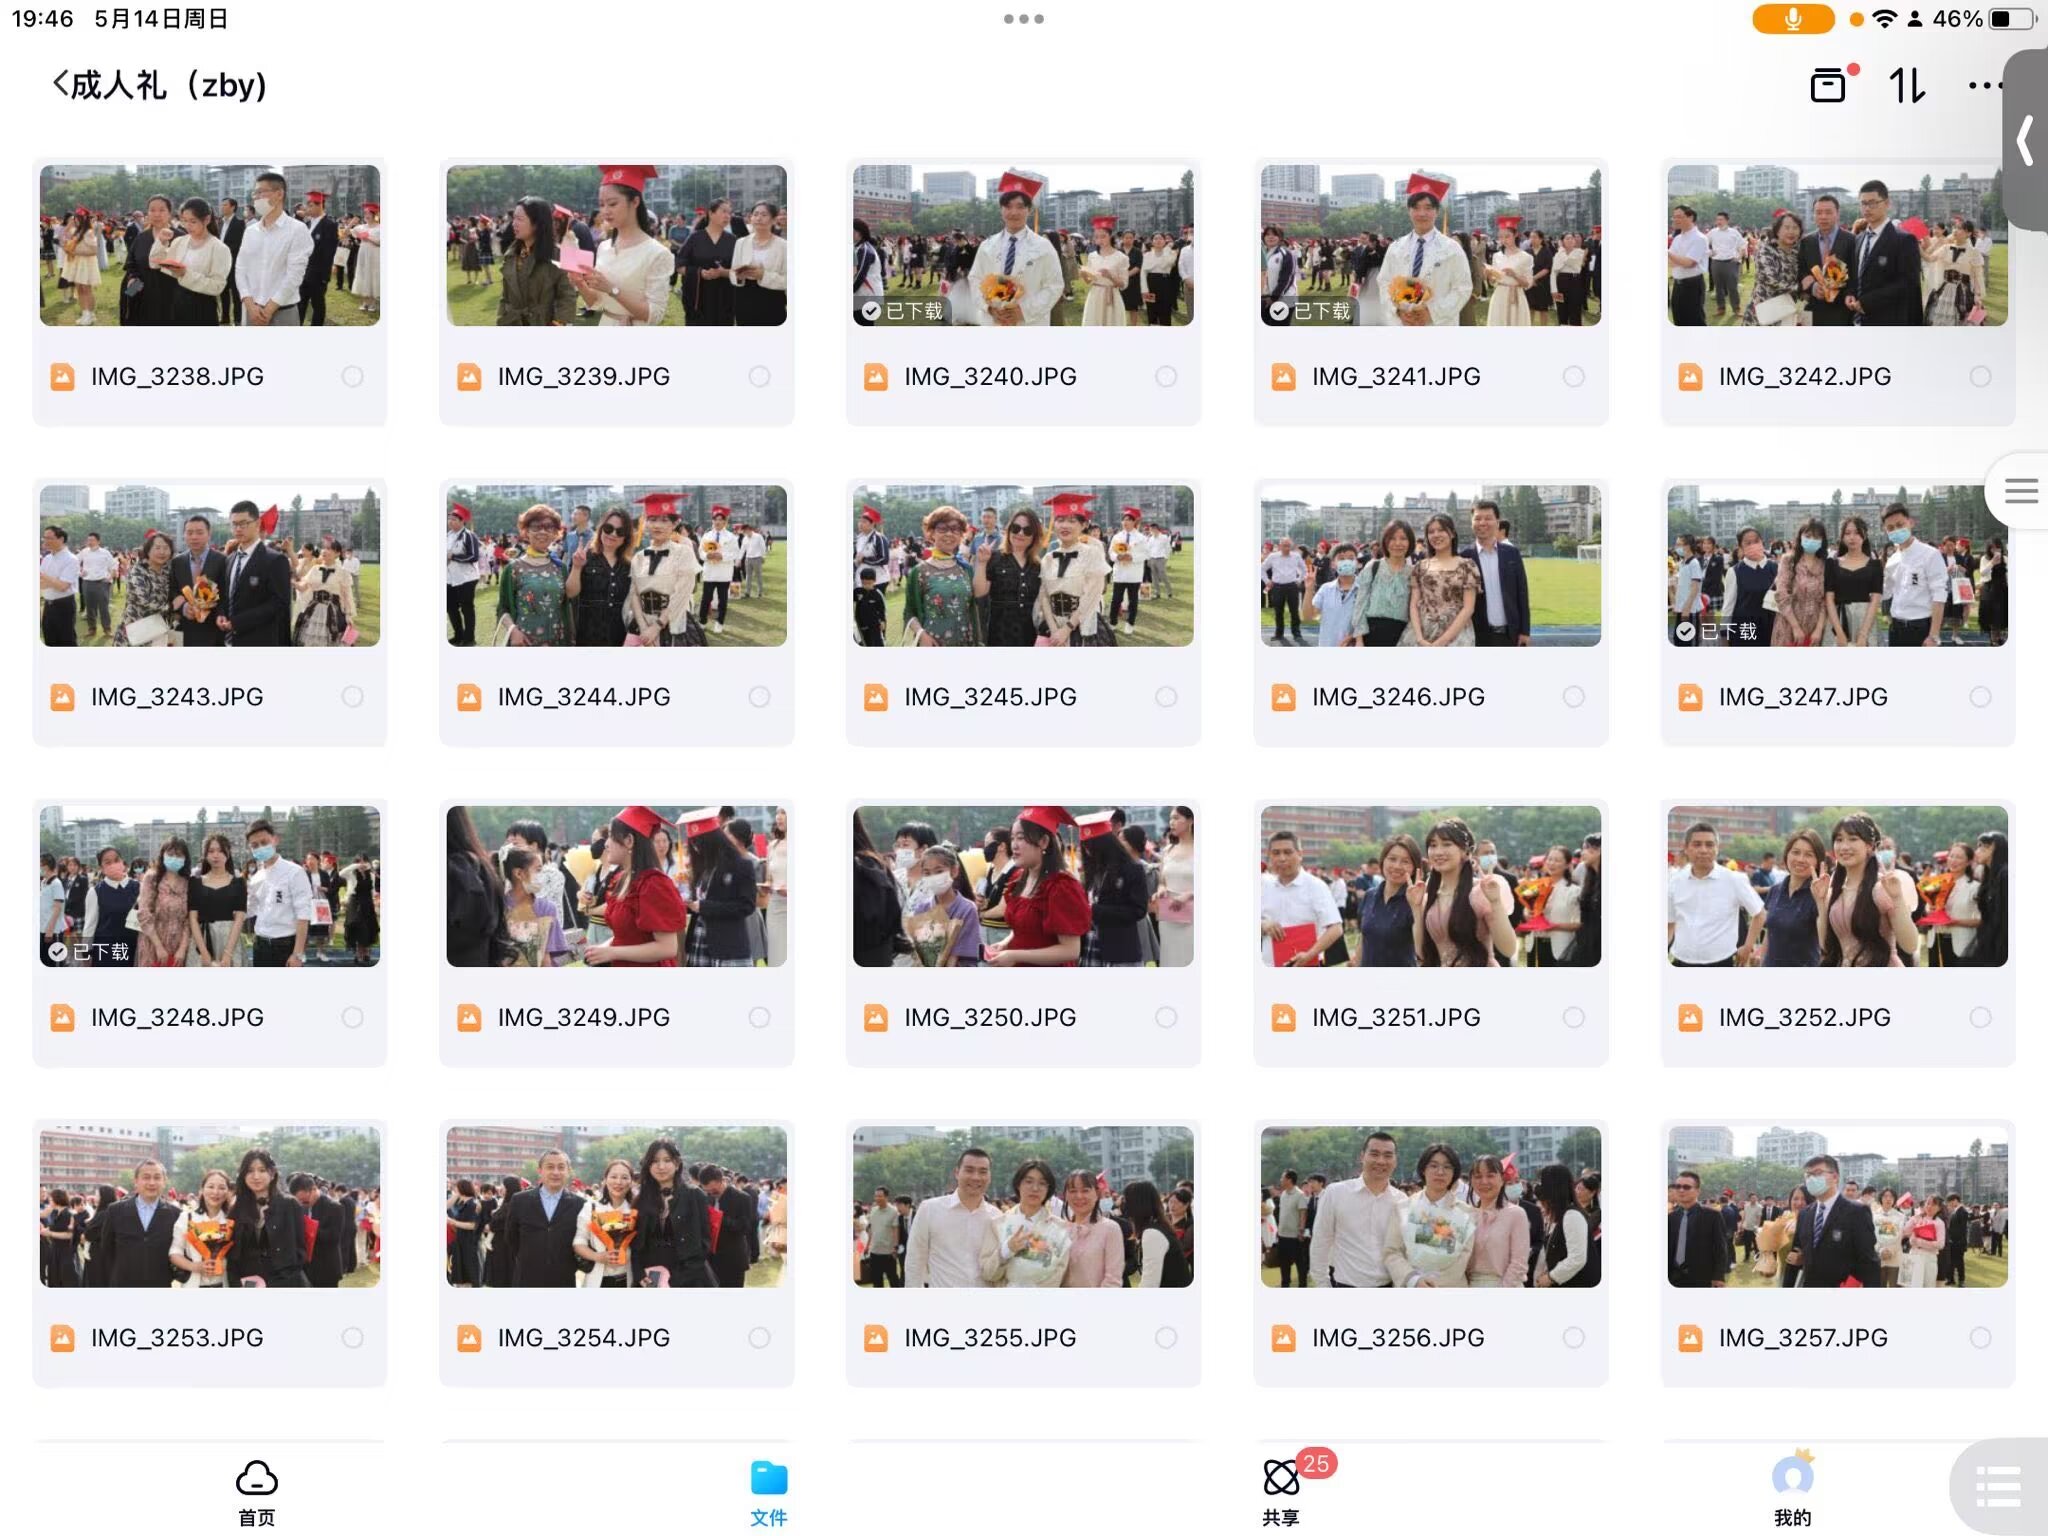 19:46 5月14日周日
46%
成人礼（zby)
已下载
已下载
IMG_3238.JPG
IMG_3239.JPG
IMG_3240.JPG
IMG_3241.JPG
IMG_3242.JPG
已下载
IMG_3243.JPG
IMG_3244.JPG
IMG_3245.JPG
IMG_3246.JPG
IMG_3247.JPG
已下载
IMG_3248.JPG
IMG_3249.JPG
IMG_3250.JPG
IMG_3251.JPG
IMG_3252.JPG
IMG_3253.JPG
IMG_3254.JPG
IMG_3255.JPG
IMG_3256.JPG
IMG_3257.JPG
25
首页
文件
共享
我的